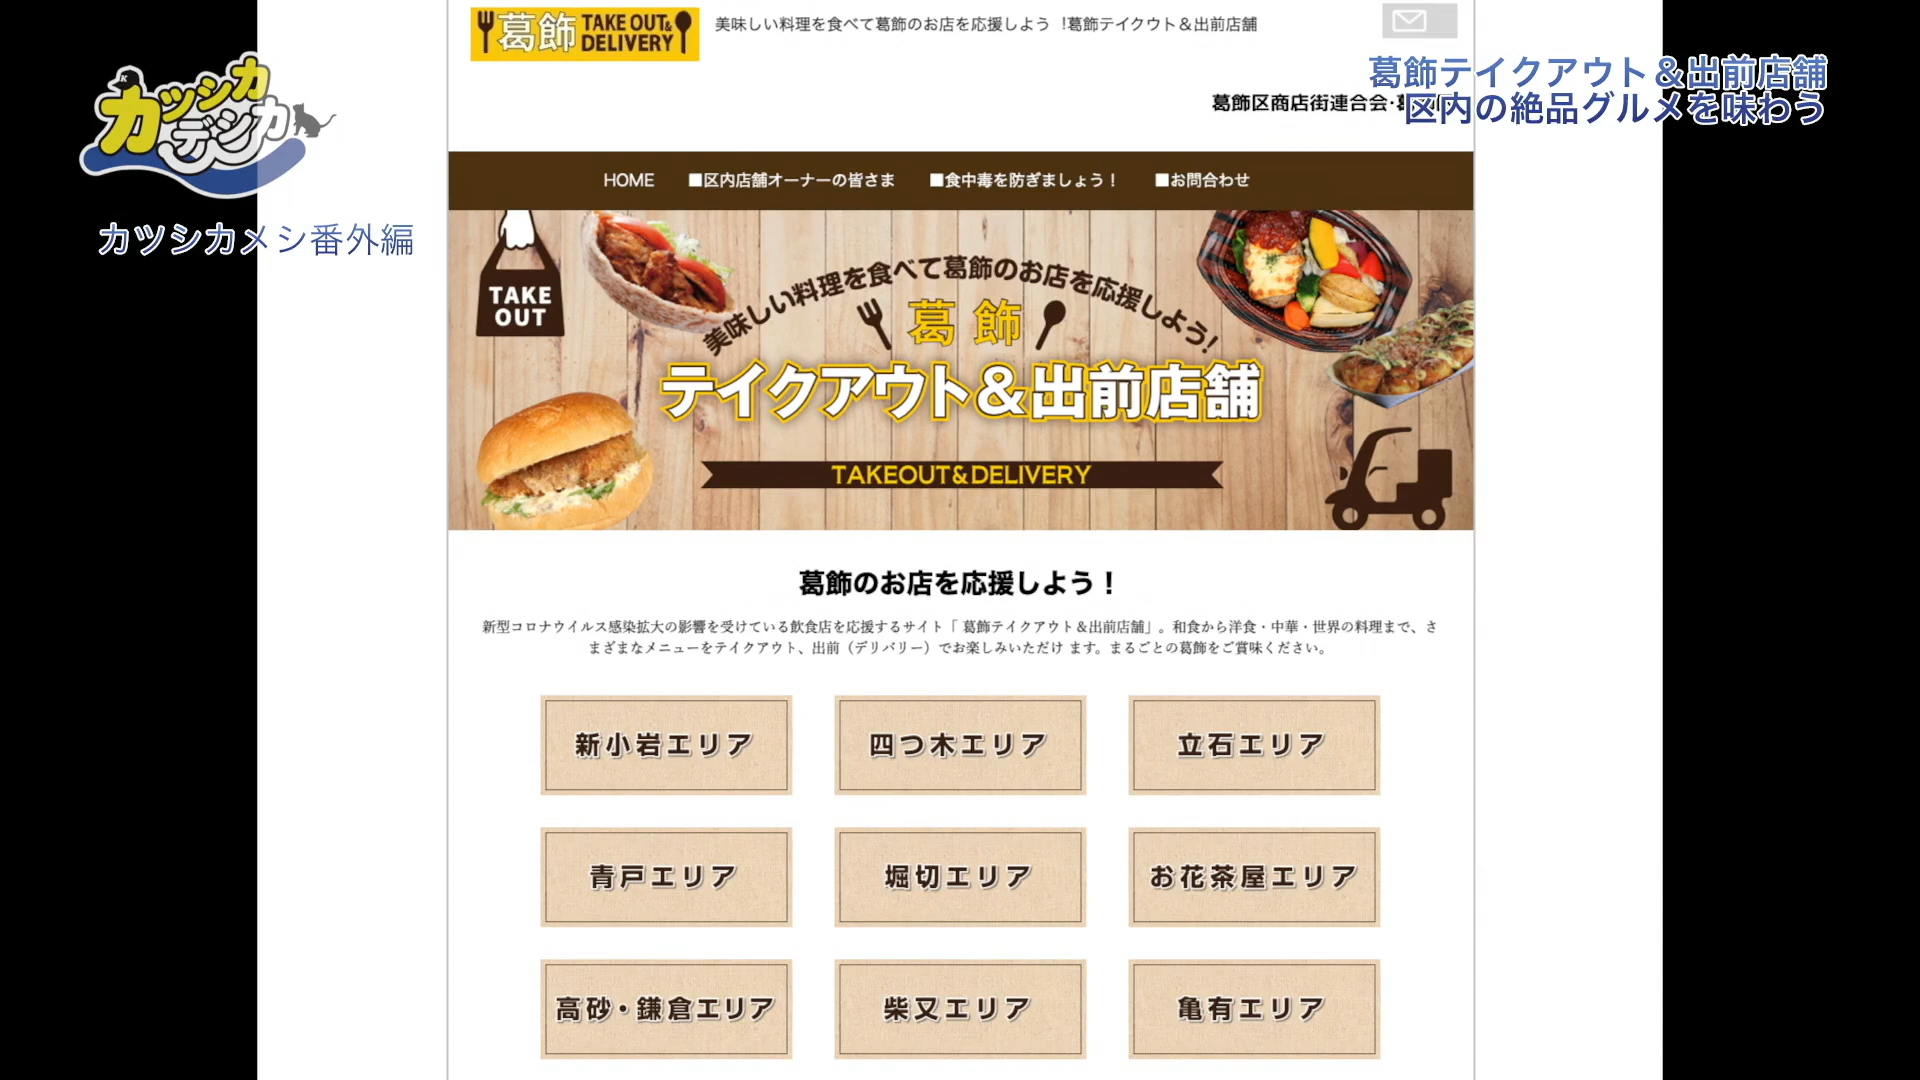 葛飾 TAKE OUT& DELIVERY
美味しい料理を食べて葛飾のお店を応援しよう !葛飾テイクアウト＆出前店舗
カツシカ
デシカ
K
カツシカメシ番外編
葛飾テイクアウト＆出前店舗
区内の絶品グルメを味わう
葛飾区商店街連合会・
HOME ■区内店舗オーナーの皆さま ■食中毒を防ぎましょう！ ■お問合わせ
TAKE
OUT
美味しい料理を食べて葛飾のお店を応援しよう!
葛飾
テイクアウト&出前店舗
TAKEOUT&DELIVERY
葛飾のお店を応援しよう！
新型コロナウイルス感染拡大の影響を受けている飲食店を応援するサイト「 葛飾テイクアウト＆出前店舗」。和食から洋食・中華・世界の料理まで、さ
まざまなメニューをテイクアウト、出前（デリバリー）でお楽しみいただけ ます。まるごとの葛飾をご賞味ください。
新小岩エリア 四つ木エリア 立石エリア
青戸エリア 堀切エリア お花茶屋エリア
高砂・鎌倉エリア 柴又エリア 亀有エリア